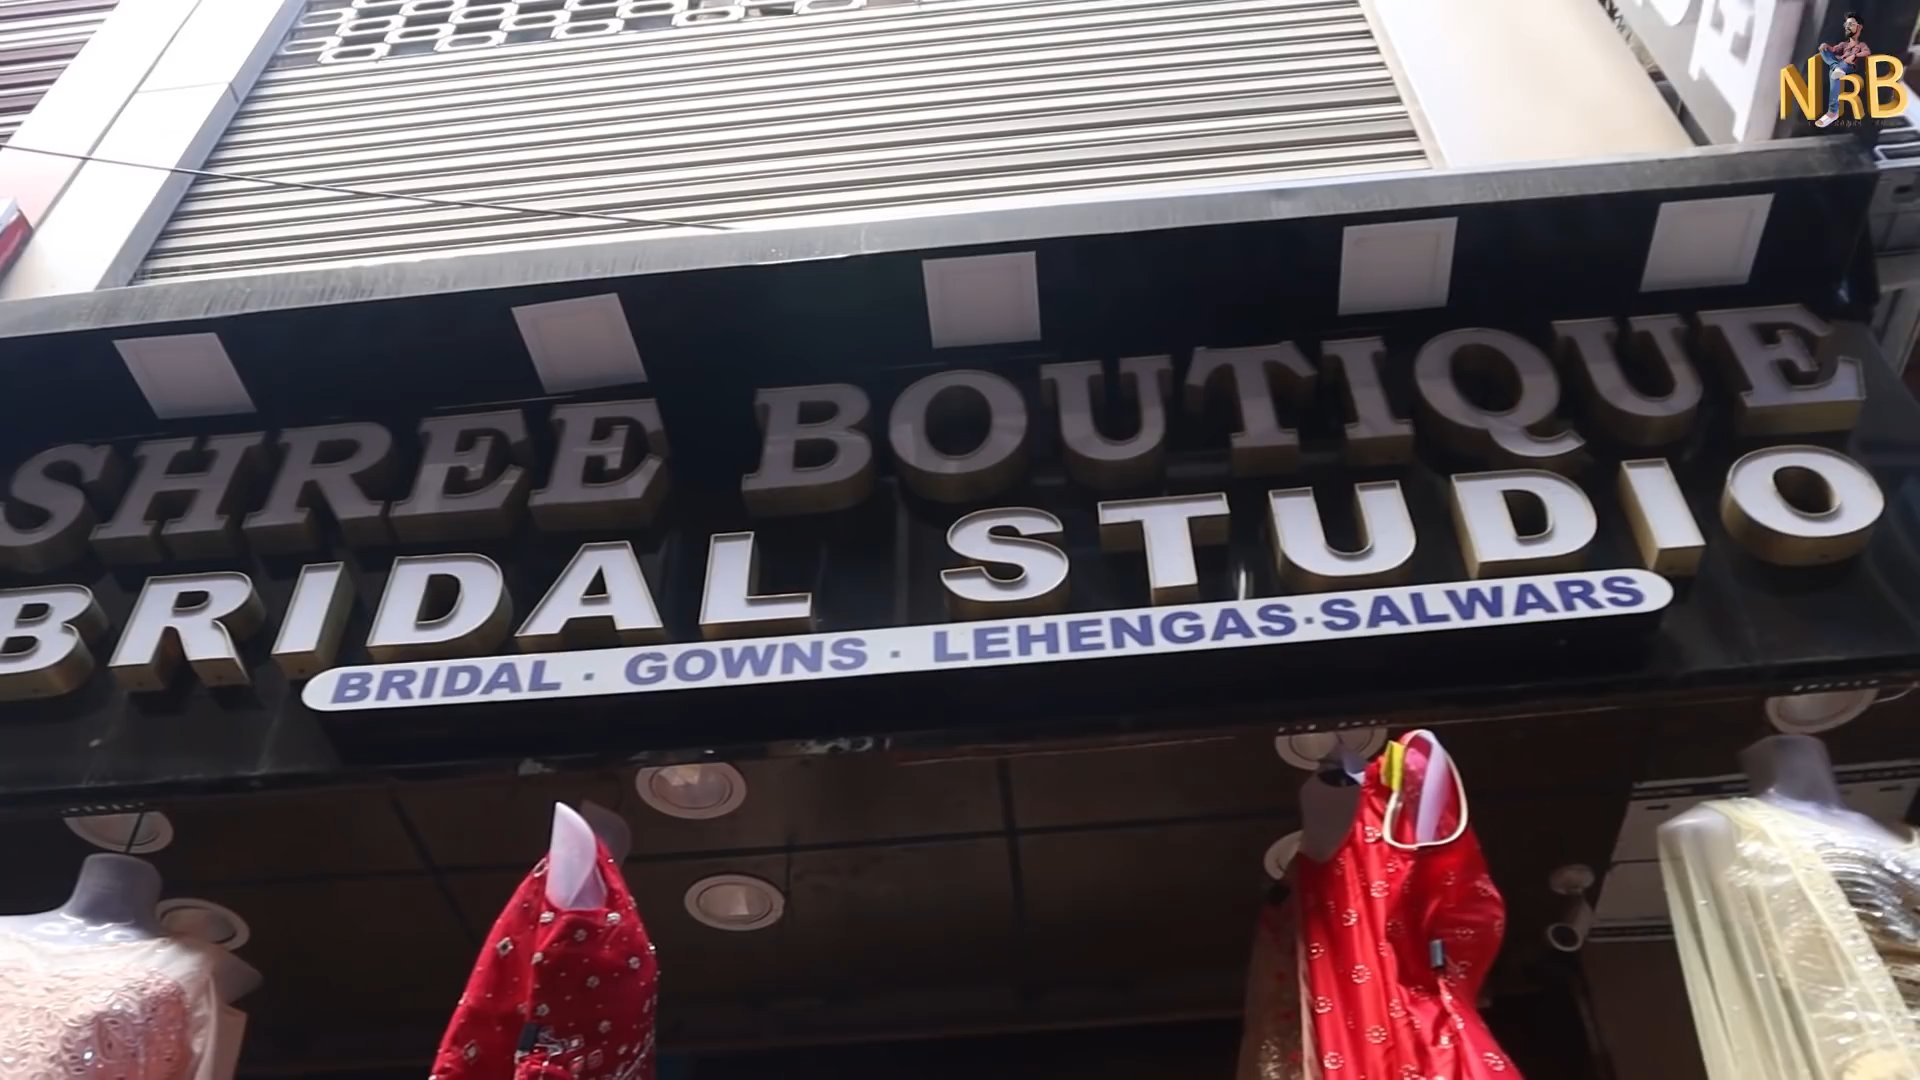 NRB
SHREE BOUTIQUE
BRIDAL STUDIO
BRIDAL · GOWNS · LEHENGAS·SALWARS